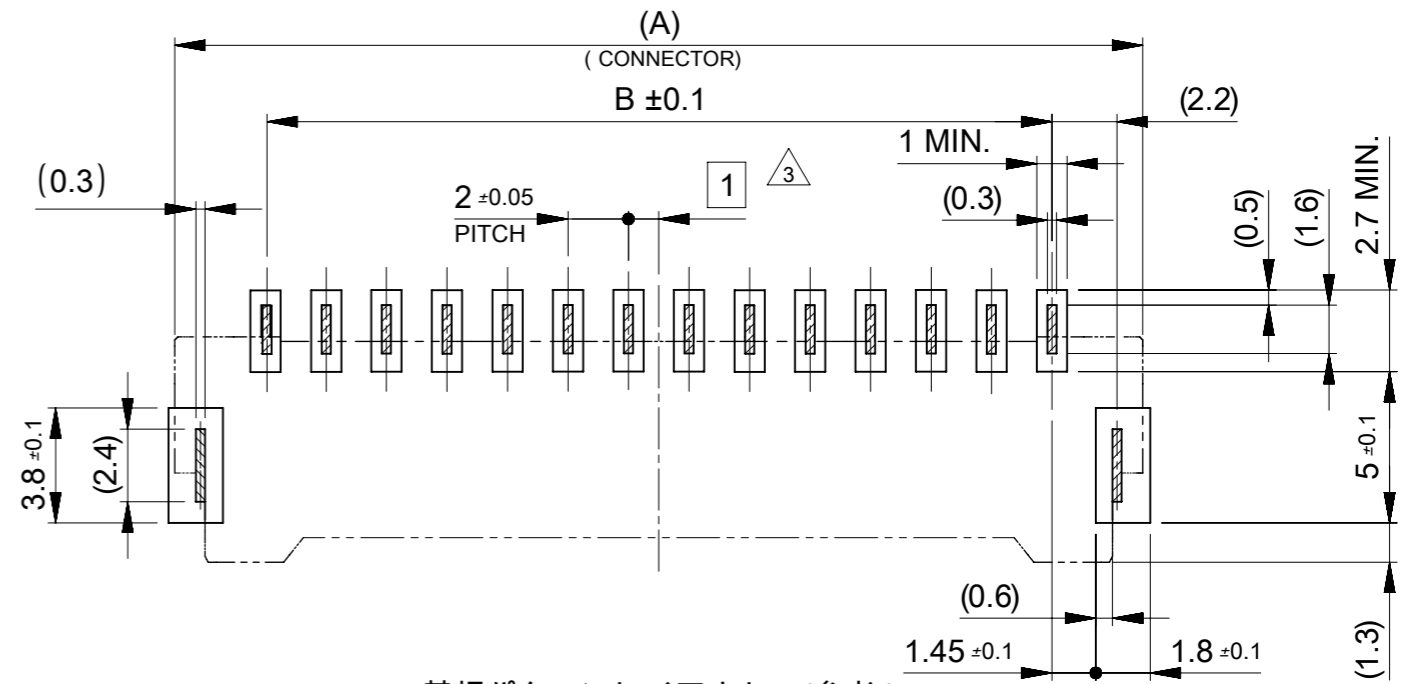 (A)
( CONNECTOR)
B ±0.1
(2.2)
1 MIN.
(0.3)
2 ±0.05
PITCH
1
3
(0.3)
(0.5)
(1.6)
2.7 MIN.
3.8 ±0.1
(2.4)
5 ±0.1
(0.6)
(1.3)
1.45 ±0.1
1.8 ±0.1